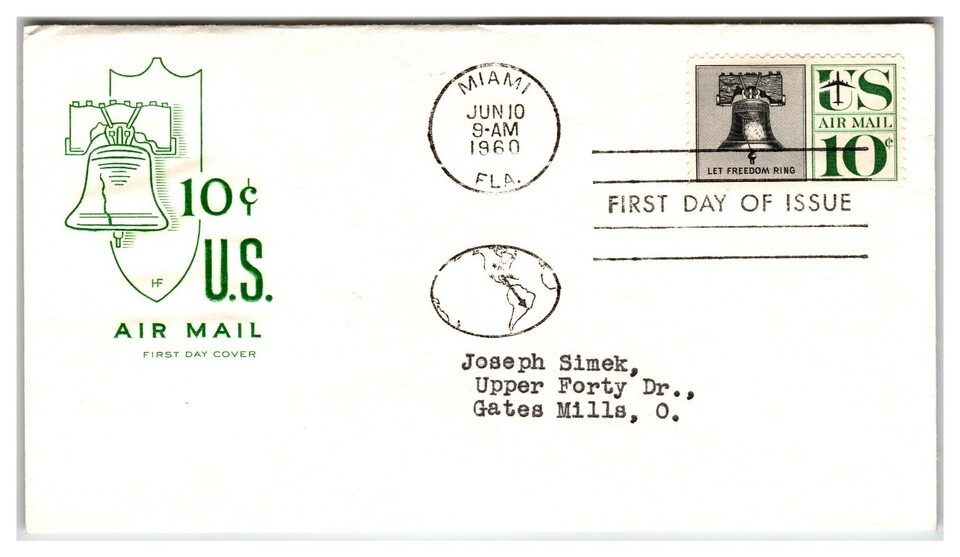 10¢
U.S.
HF
AIR MAIL
FIRST DAY COVER
MIAMI
JUN 10
9-AM
1960
FLA.
LET FREEDOM RING
US
AIR MAIL
10¢
FIRST DAY OF ISSUE
Joseph Simek,
Upper Forty Dr.,
Gates Mills, O.